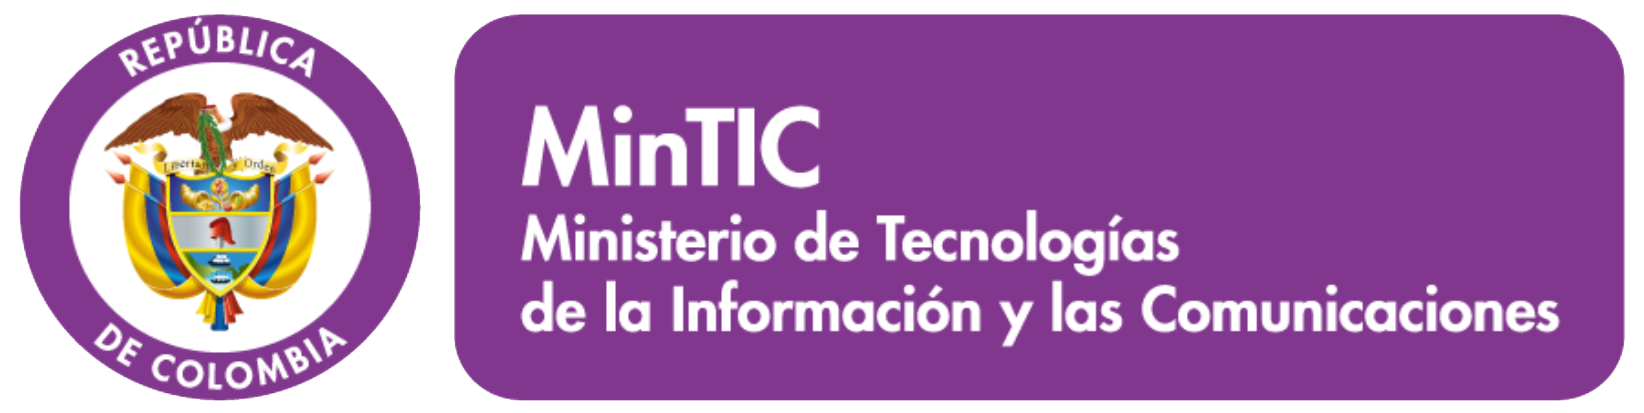 REPÚBLICA
DE COLOMBIA
Libertad y Orden
MinTIC
Ministerio de Tecnologías
de la Información y las Comunicaciones